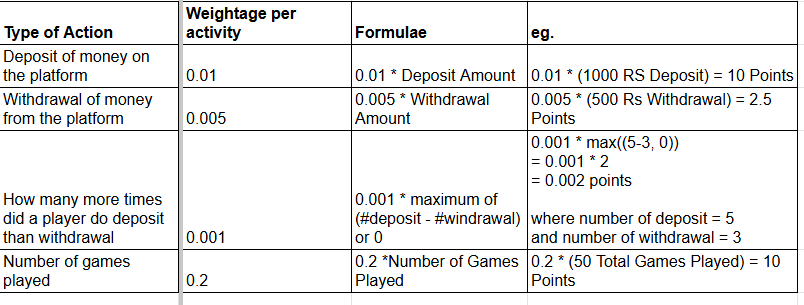 Type of Action
Weightage per
activity
Formulae
eg.
Deposit of money on
the platform
0.01
0.01 * Deposit Amount
0.01 * (1000 RS Deposit) = 10 Points
Withdrawal of money
from the platform
0.005
0.005 * Withdrawal
Amount
0.005 * (500 Rs Withdrawal) = 2.5
Points
How many more times
did a player do deposit
than withdrawal
0.001
0.001 * maximum of
(#deposit - #windrawal)
or 0
0.001 * max((5-3, 0))
= 0.001 * 2
= 0.002 points
where number of deposit = 5
and number of withdrawal = 3
Number of games
played
0.2
0.2 *Number of Games
Played
0.2 * (50 Total Games Played) = 10
Points